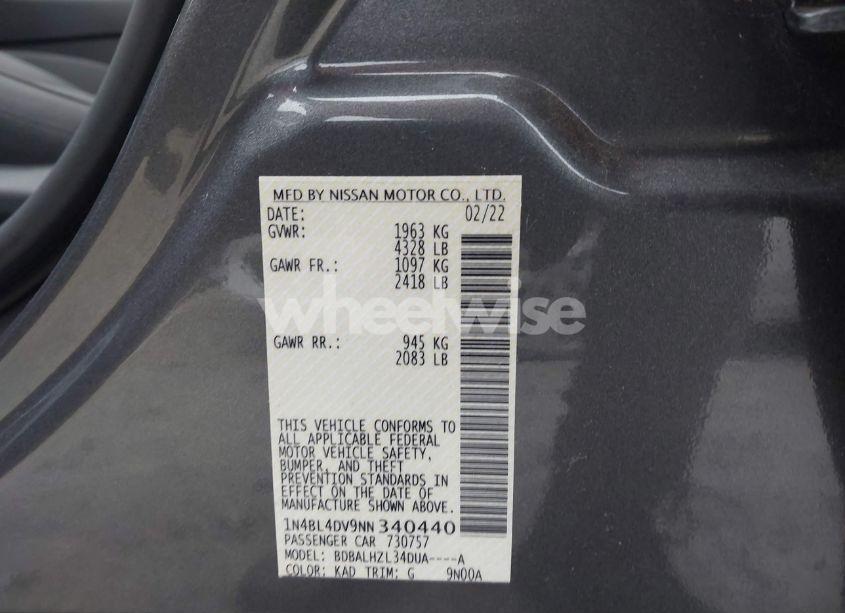 MFD BY NISSAN MOTOR CO., LTD.
DATE: 02/22
GVWR: 1963 KG
4328 LB
GAWR FR.: 1097 KG
2418 LB
wheelwise
GAWR RR.: 945 KG
2083 LB
THIS VEHICLE CONFORMS TO
ALL APPLICABLE FEDERAL
MOTOR VEHICLE SAFETY,
BUMPER, AND THEFT
PREVENTION STANDARDS IN
EFFECT ON THE DATE OF
MANUFACTURE SHOWN ABOVE.
1N4BL4DV9NN340440
PASSENGER CAR 730757
MODEL: BDBALHZL34DUA----A
COLOR: KAD TRIM: G 9N00A